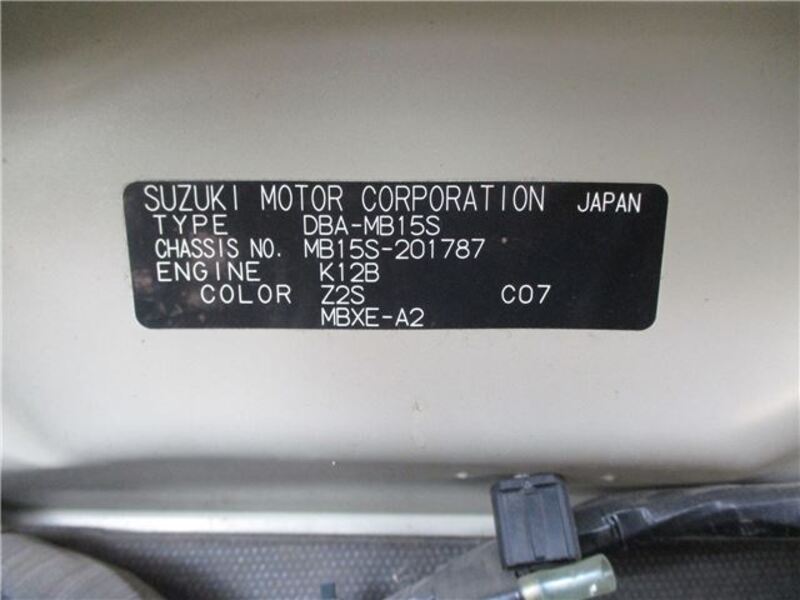 SUZUKI MOTOR CORPORATION JAPAN
TYPE DBA-MB15S
CHASSIS NO. MB15S-201787
ENGINE K12B
COLOR Z2S C07
MBXE-A2